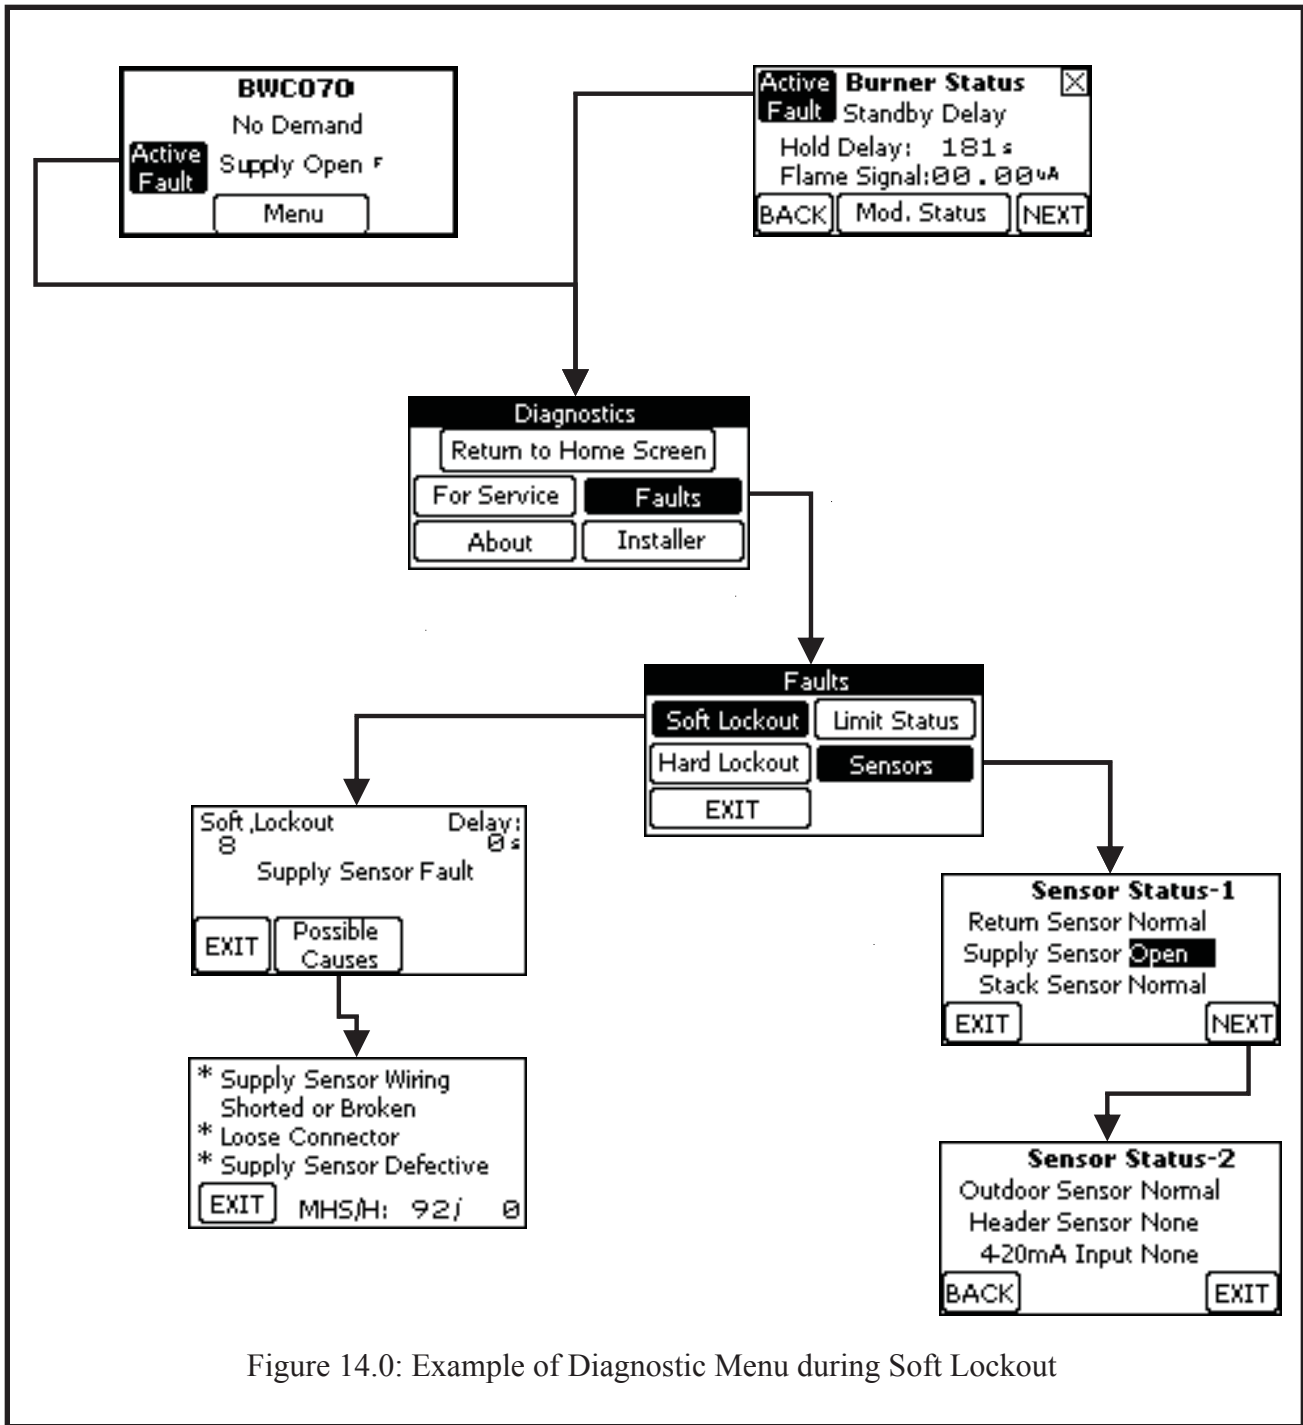 BWC070
No Demand
Active
Fault
Supply Open F
Menu
Active
Fault
Burner Status
Standby Delay
Hold Delay: 181s
Flame Signal:00.00uA
BACK
Mod. Status
NEXT
Diagnostics
Return to Home Screen
For Service
Faults
About
Installer
Faults
Soft Lockout
Limit Status
Hard Lockout
Sensors
EXIT
Soft ,Lockout
8
Delay:
0s
Supply Sensor Fault
EXIT
Possible
Causes
* Supply Sensor Wiring
Shorted or Broken
* Loose Connector
* Supply Sensor Defective
EXIT
MHS/H: 92/ 0
Sensor Status-1
Return Sensor Normal
Supply Sensor Open
Stack Sensor Normal
EXIT
NEXT
Sensor Status-2
Outdoor Sensor Normal
Header Sensor None
4-20mA Input None
BACK
EXIT
Figure 14.0: Example of Diagnostic Menu during Soft Lockout